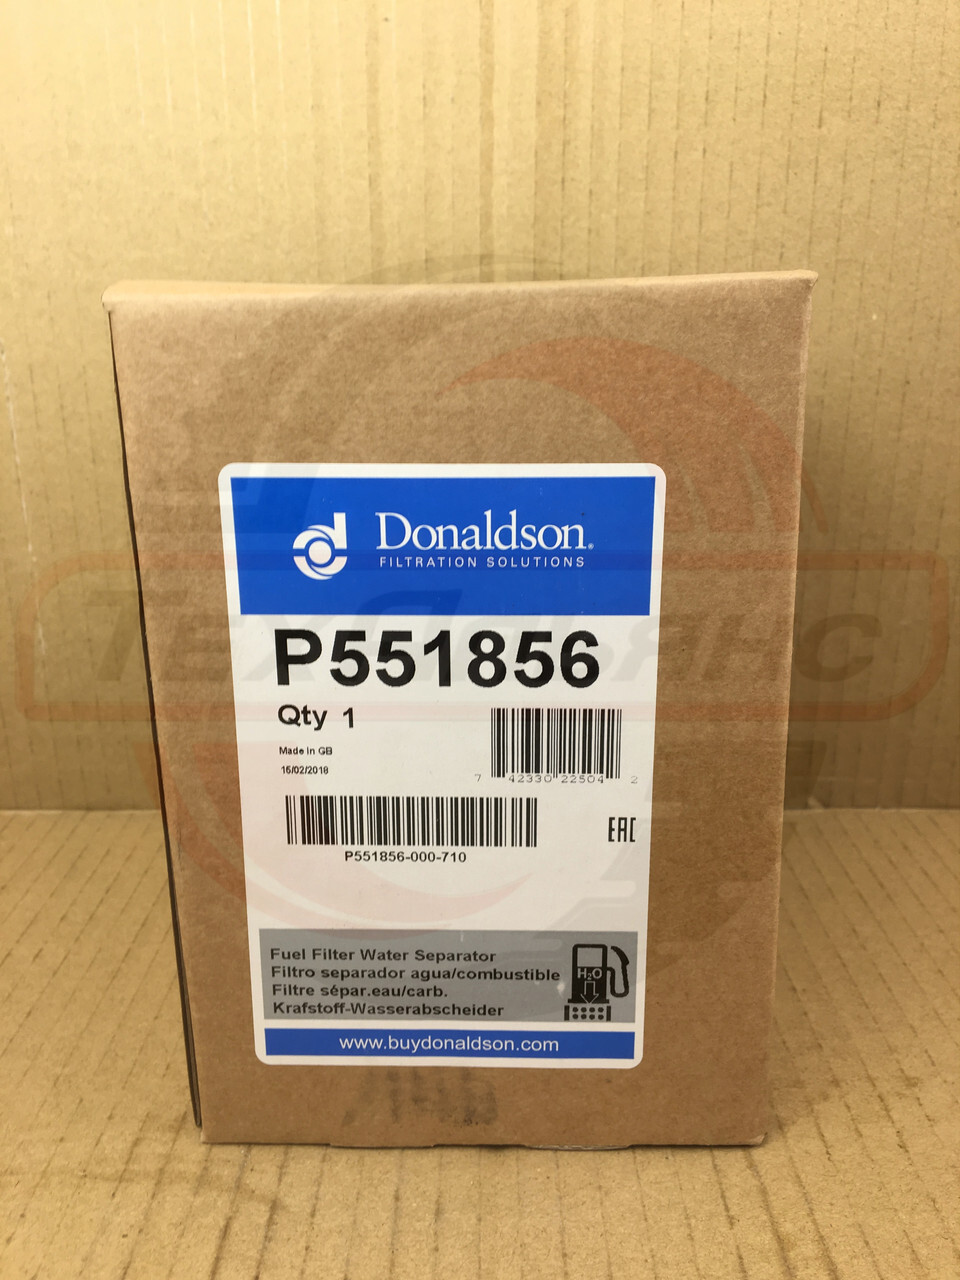 Donaldson.
FILTRATION SOLUTIONS
P551856
Qty 1
Made in GB
15/02/2018
7 42330 22504 2
P551856-000-710
EAC
Fuel Filter Water Separator
Filtro separador agua/combustible
Filtre sépar.eau/carb.
Krafstoff-Wasserabscheider
H₂O
www.buydonaldson.com